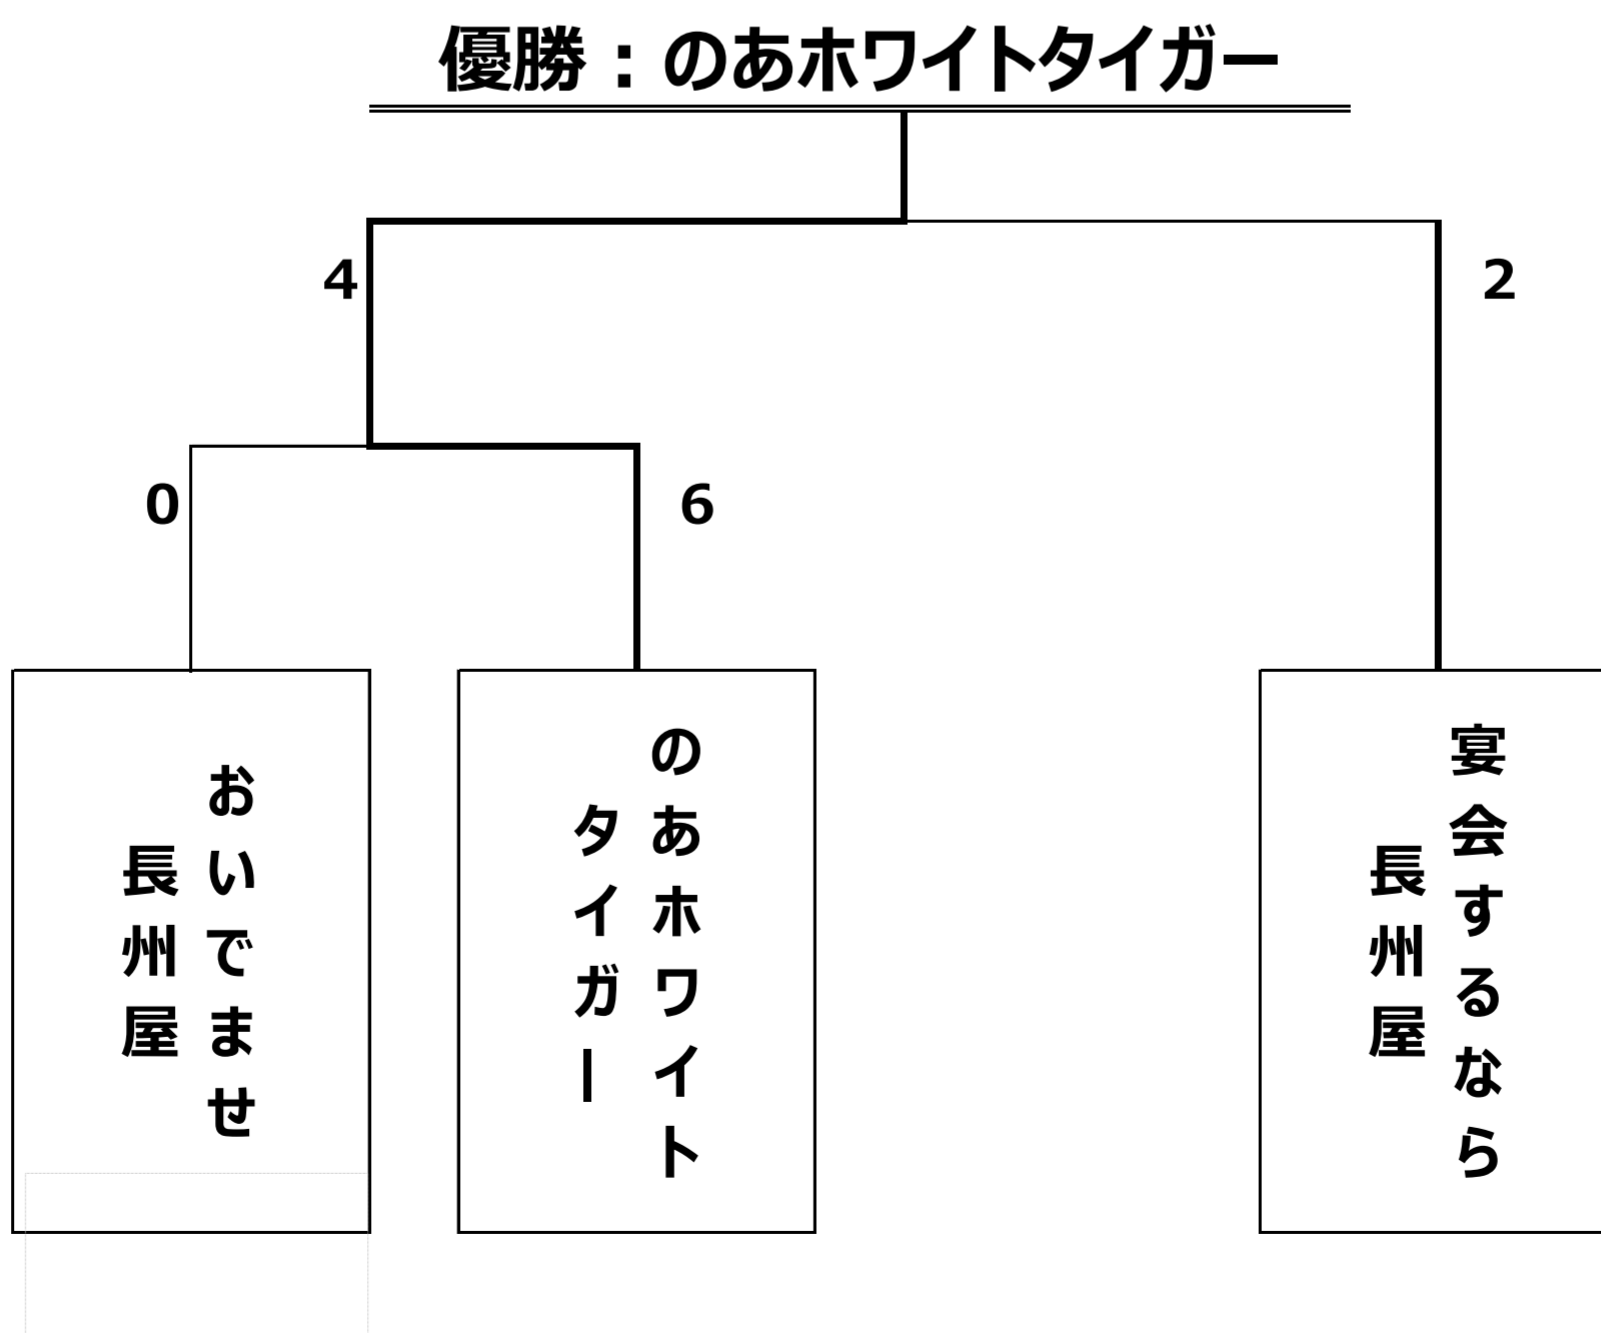 優勝：のあホワイトタイガー
4
2
0
6
おいでませ
長州屋
のあホワイト
タイガー
宴会するなら
長州屋